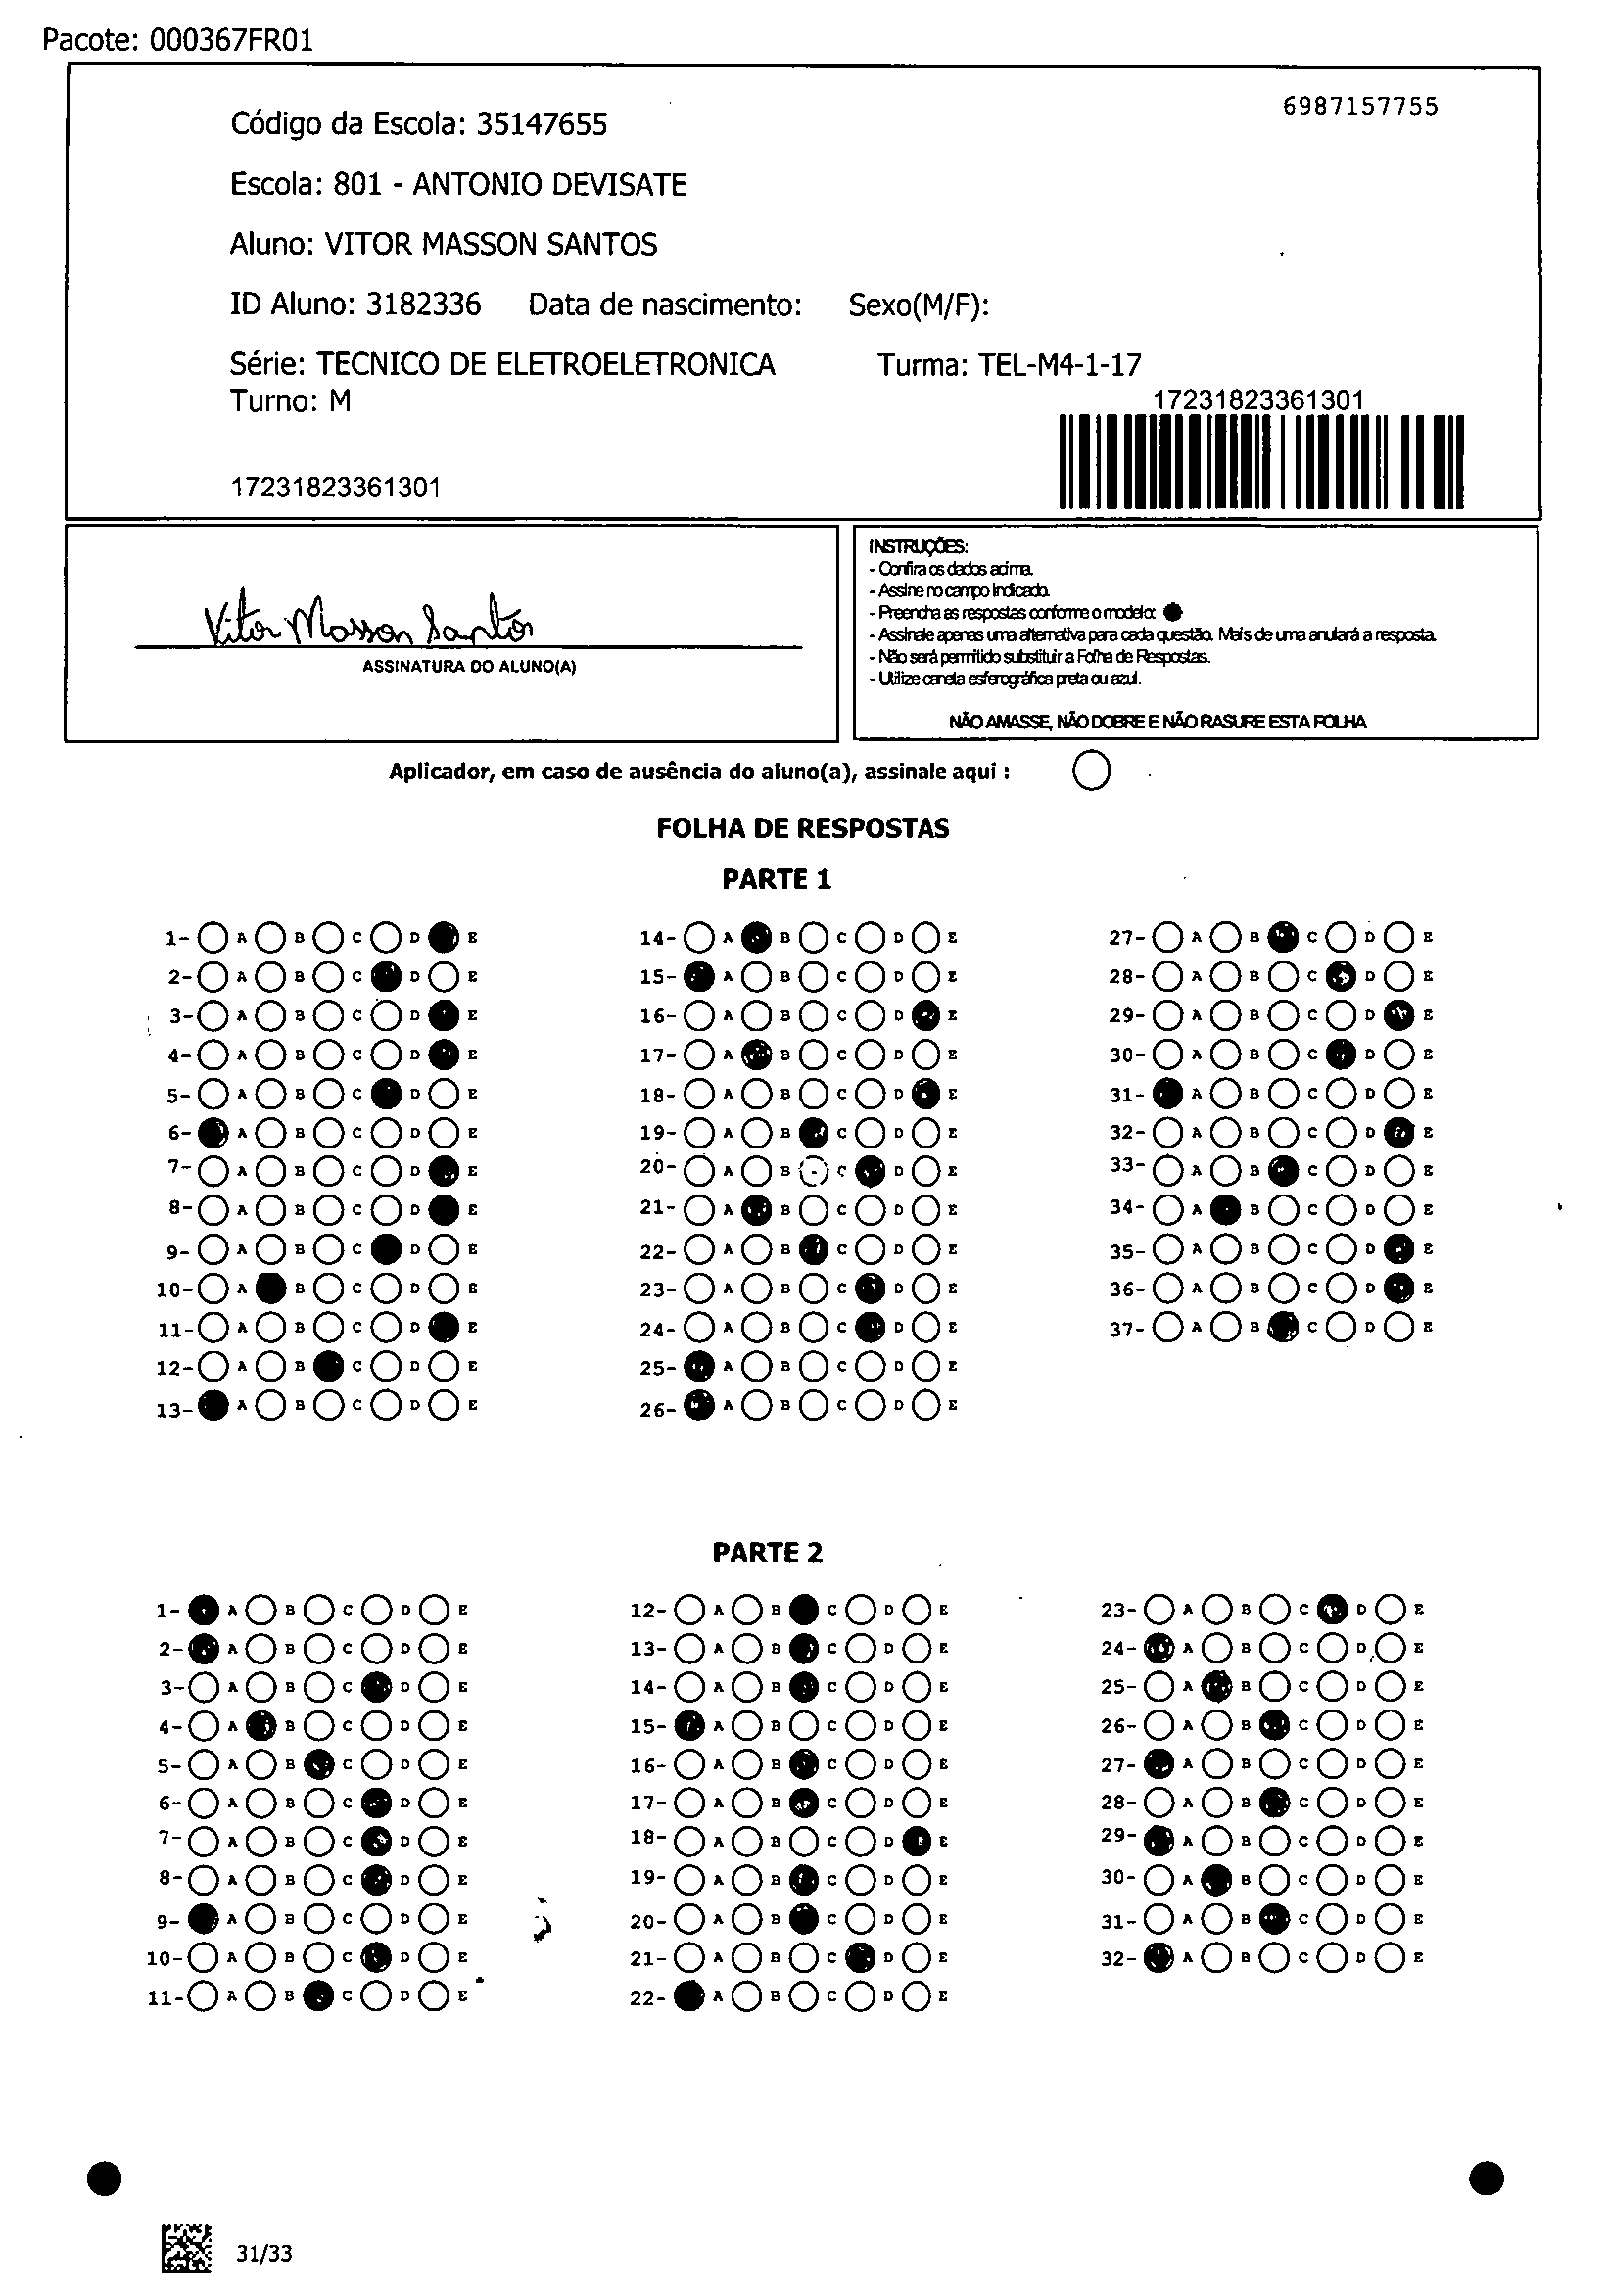 Pacote: 000367FR01
6987157755
Código da Escola: 35147655
Escola: 801 - ANTONIO DEVISATE
Aluno: VITOR MASSON SANTOS
ID Aluno: 3182336 Data de nascimento: Sexo(M/F):
Série: TECNICO DE ELETROELETRONICA Turma: TEL-M4-1-17
Turno: M
17231823361301
17231823361301
Vitor Masson Santos
ASSINATURA DO ALUNO(A)
INSTRUÇÕES:
- Confira os dados acima.
- Assine no campo indicado.
- Preencha as respostas conforme o modelo:
- Assinale apenas uma alternativa para cada questão. Mais de uma anulará a resposta.
- Não será permitido substituir a Folha de Respostas.
- Utilize caneta esferográfica preta ou azul.
NÃO AMASSE, NÃO DOBRE E NÃO RASURE ESTA FOLHA
Aplicador, em caso de ausência do aluno(a), assinale aqui :
FOLHA DE RESPOSTAS
PARTE 1
1- A B C D E 14- A B C D E 27- A B C D E
2- A B C D E 15- A B C D E 28- A B C D E
3- A B C D E 16- A B C D E 29- A B C D E
4- A B C D E 17- A B C D E 30- A B C D E
5- A B C D E 18- A B C D E 31- A B C D E
6- A B C D E 19- A B C D E 32- A B C D E
7- A B C D E 20- A B C D E 33- A B C D E
8- A B C D E 21- A B C D E 34- A B C D E
9- A B C D E 22- A B C D E 35- A B C D E
10- A B C D E 23- A B C D E 36- A B C D E
11- A B C D E 24- A B C D E 37- A B C D E
12- A B C D E 25- A B C D E
13- A B C D E 26- A B C D E
PARTE 2
1- A B C D E 12- A B C D E 23- A B C D E
2- A B C D E 13- A B C D E 24- A B C D E
3- A B C D E 14- A B C D E 25- A B C D E
4- A B C D E 15- A B C D E 26- A B C D E
5- A B C D E 16- A B C D E 27- A B C D E
6- A B C D E 17- A B C D E 28- A B C D E
7- A B C D E 18- A B C D E 29- A B C D E
8- A B C D E 19- A B C D E 30- A B C D E
9- A B C D E 20- A B C D E 31- A B C D E
10- A B C D E 21- A B C D E 32- A B C D E
11- A B C D E 22- A B C D E
31/33